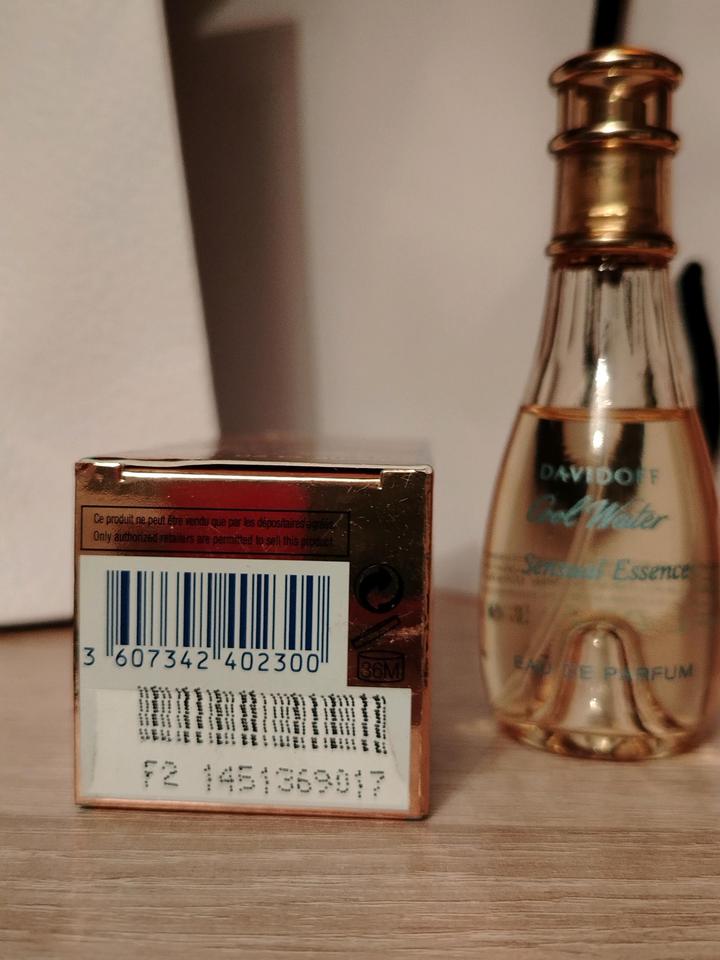 Ce produit ne peut être vendu que par les dépositaires agréés.
Only authorized retailers are permitted to sell this product.
3 607342 402300
36M
F2 1451369017
DAVIDOFF
Cool Water
Sensual Essence
EAU DE PARFUM